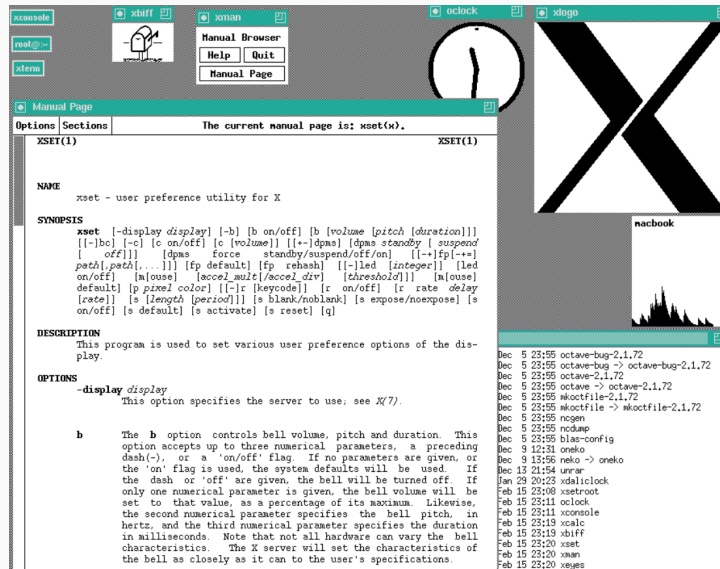 xconsole
root@:~
xterm
xbiff
xman
Manual Browser
Help Quit
Manual Page
oclock
xlogo
Manual Page
Options Sections The current manual page is: xset(x).
XSET(1) XSET(1)
NAME
xset - user preference utility for X
SYNOPSIS
xset [-display display] [-b] [b on/off] [b [volume [pitch [duration]]]
[[-]bc] [-c] [c on/off] [c [volume]] [[+-]dpms] [dpms standby [ suspend
[ off]]] [dpms force standby/suspend/off/on] [[-+]fp[-+=]
path[,path[,...]]] [fp default] [fp rehash] [[-]led [integer]] [led
on/off] [m[ouse] [accel_mult[/accel_div] [threshold]]] [m[ouse]
default] [p pixel color] [[-]r [keycode]] [r on/off] [r rate delay
[rate]] [s [length [period]]] [s blank/noblank] [s expose/noexpose] [s
on/off] [s default] [s activate] [s reset] [q]
DESCRIPTION
This program is used to set various user preference options of the dis-
play.
OPTIONS
-display display
This option specifies the server to use; see X(7).
b The b option controls bell volume, pitch and duration. This
option accepts up to three numerical parameters, a preceding
dash(-), or a 'on/off' flag. If no parameters are given, or
the 'on' flag is used, the system defaults will be used. If
the dash or 'off' are given, the bell will be turned off. If
only one numerical parameter is given, the bell volume will be
set to that value, as a percentage of its maximum. Likewise,
the second numerical parameter specifies the bell pitch, in
hertz, and the third numerical parameter specifies the duration
in milliseconds. Note that not all hardware can vary the bell
characteristics. The X server will set the characteristics of
the bell as closely as it can to the user's specifications.
macbook
Dec 5 23:55 octave-bug-2.1.72
Dec 5 23:55 octave-bug -> octave-bug-2.1.72
Dec 5 23:55 octave-2.1.72
Dec 5 23:55 octave -> octave-2.1.72
Dec 5 23:55 mkoctfile-2.1.72
Dec 5 23:55 mkoctfile -> mkoctfile-2.1.72
Dec 5 23:55 ncgen
Dec 5 23:55 ncdump
Dec 5 23:55 blas-config
Dec 9 12:31 oneko
Dec 9 13:56 neko -> oneko
Dec 13 21:54 unrar
Jan 29 20:23 xdaliclock
Feb 15 23:08 xsetroot
Feb 15 23:11 oclock
Feb 15 23:11 xconsole
Feb 15 23:19 xcalc
Feb 15 23:19 xbiff
Feb 15 23:20 xset
Feb 15 23:20 xman
Feb 15 23:20 xeyes